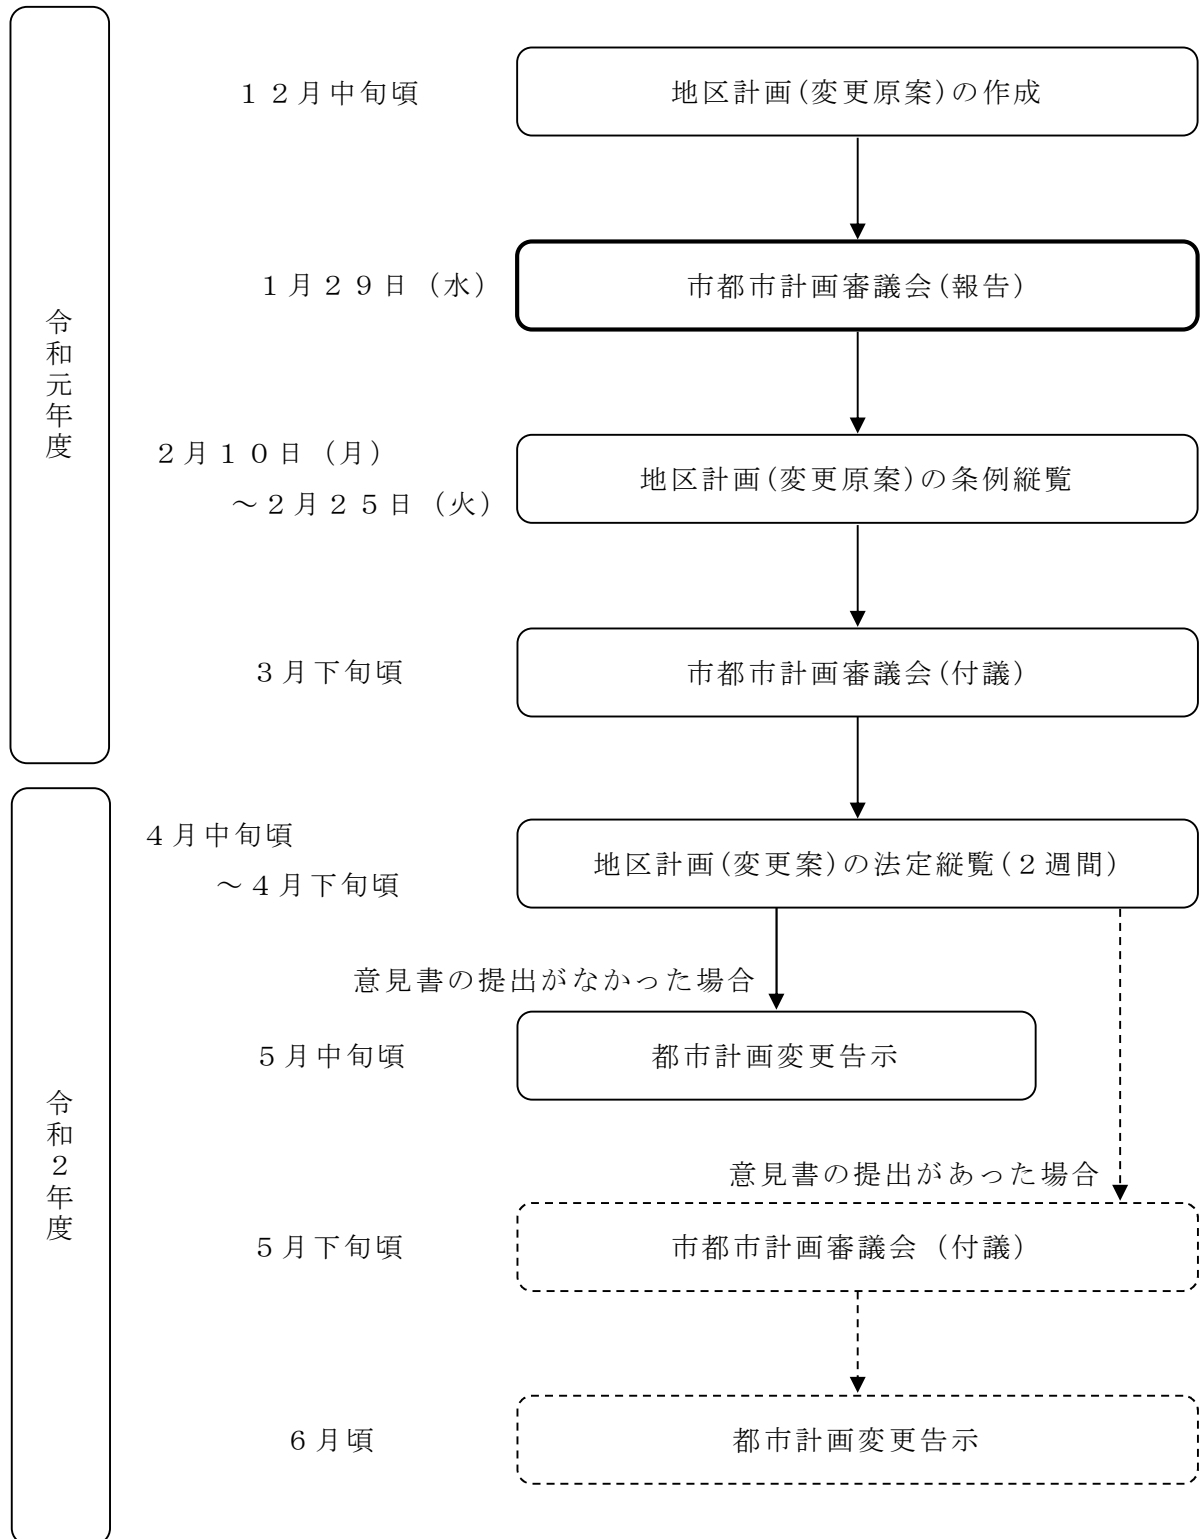 令和元年度
１２月中旬頃
地区計画(変更原案)の作成
１月２９日（水）
市都市計画審議会(報告)
２月１０日（月）
～２月２５日（火）
地区計画(変更原案)の条例縦覧
３月下旬頃
市都市計画審議会(付議)
令和２年度
４月中旬頃
～４月下旬頃
地区計画(変更案)の法定縦覧(２週間)
意見書の提出がなかった場合
５月中旬頃
都市計画変更告示
意見書の提出があった場合
５月下旬頃
市都市計画審議会（付議）
６月頃
都市計画変更告示